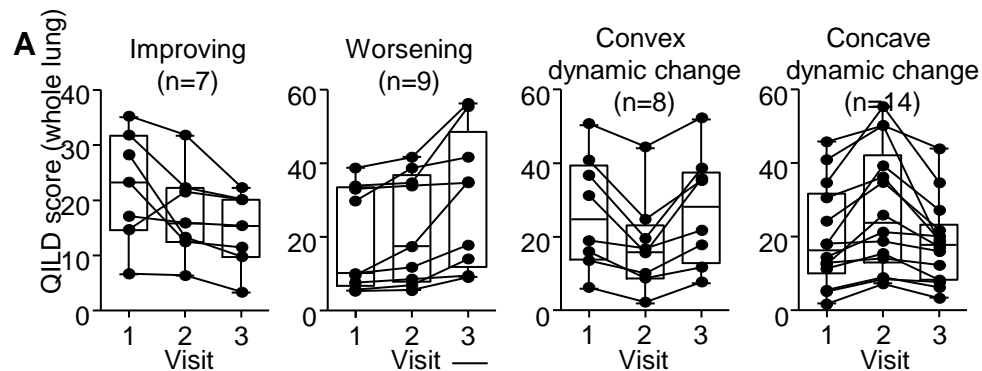 A
QILD score (whole lung)
Improving
(n=7)
40
30
20
10
0
1 2 3
Visit
Worsening
(n=9)
60
40
20
0
1 2 3
Visit
Convex
dynamic change
(n=8)
60
40
20
0
1 2 3
Visit
Concave
dynamic change
(n=14)
60
40
20
0
1 2 3
Visit